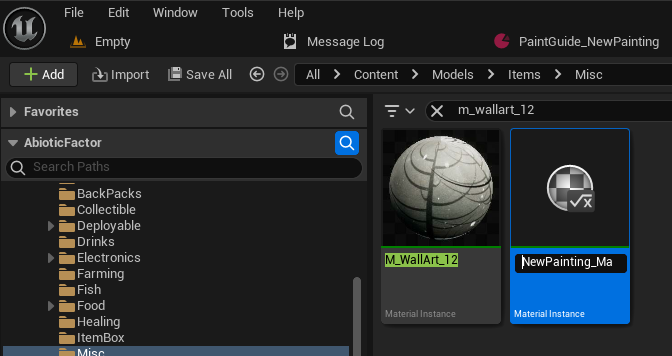 File Edit Window Tools Help
Empty Message Log PaintGuide_NewPainting
+ Add Import Save All All > Content > Models > Items > Misc
Favorites
AbioticFactor
Search Paths
BackPacks
Collectible
Deployable
Drinks
Electronics
Farming
Fish
Food
Healing
ItemBox
Misc
m_wallart_12
M_WallArt_12
Material Instance
NewPainting_Ma
Material Instance